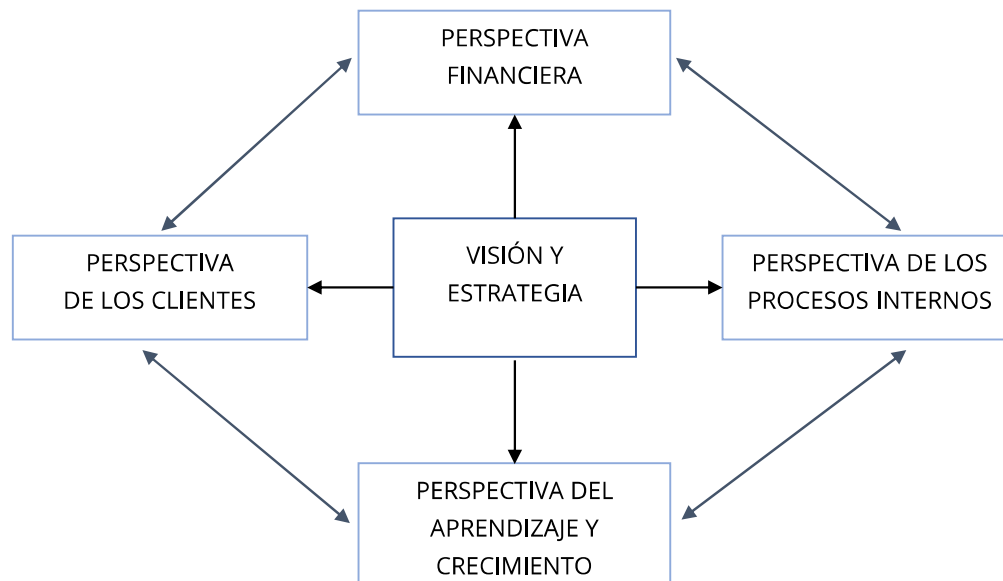 PERSPECTIVA
FINANCIERA
PERSPECTIVA
DE LOS CLIENTES
VISIÓN Y
ESTRATEGIA
PERSPECTIVA DE LOS
PROCESOS INTERNOS
PERSPECTIVA DEL
APRENDIZAJE Y
CRECIMIENTO